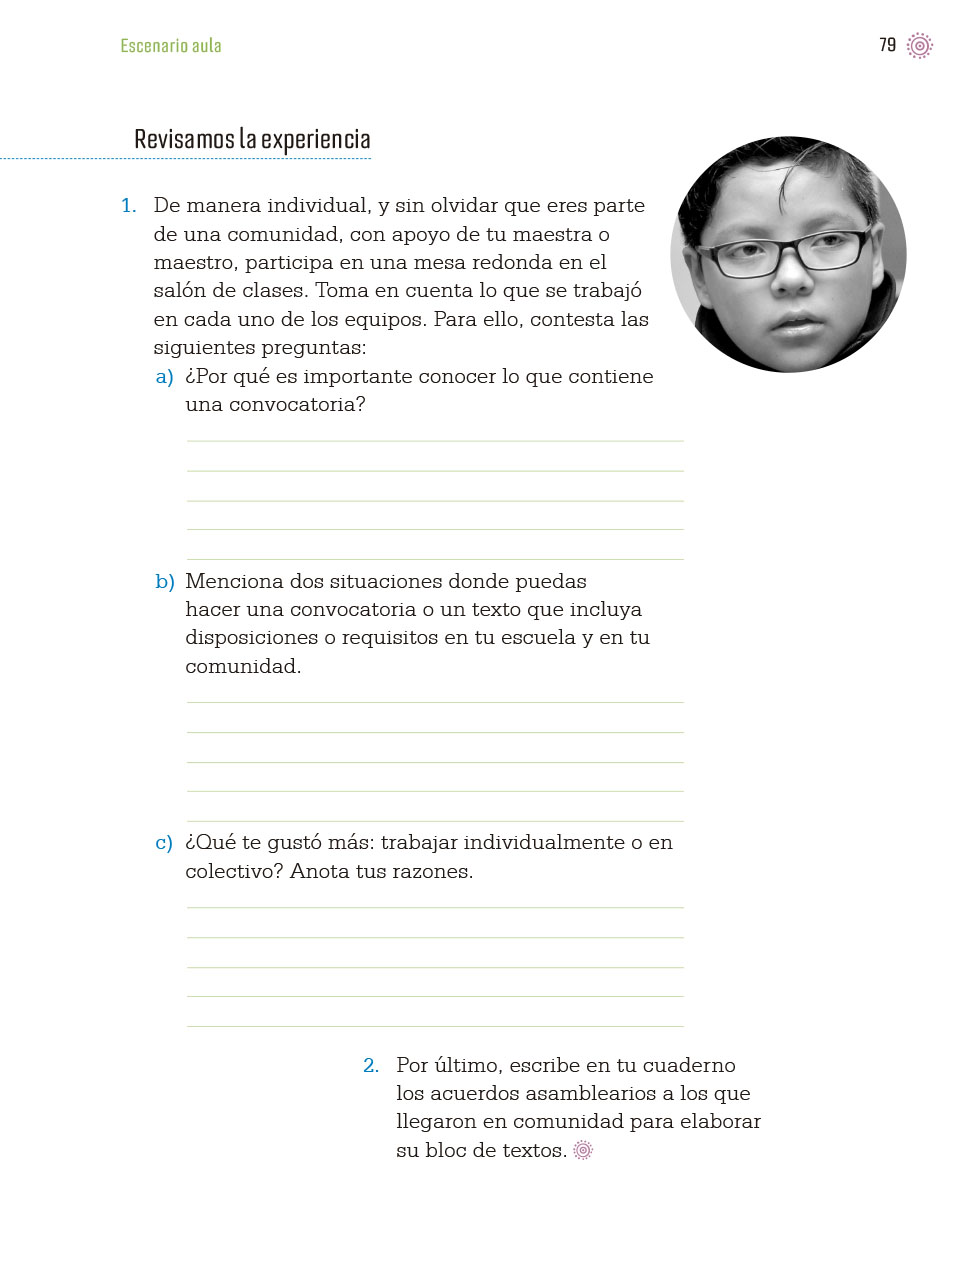 Escenario aula
79
Revisamos la experiencia
1. De manera individual, y sin olvidar que eres parte
de una comunidad, con apoyo de tu maestra o
maestro, participa en una mesa redonda en el
salón de clases. Toma en cuenta lo que se trabajó
en cada uno de los equipos. Para ello, contesta las
siguientes preguntas:
a) ¿Por qué es importante conocer lo que contiene
una convocatoria?
b) Menciona dos situaciones donde puedas
hacer una convocatoria o un texto que incluya
disposiciones o requisitos en tu escuela y en tu
comunidad.
c) ¿Qué te gustó más: trabajar individualmente o en
colectivo? Anota tus razones.
2. Por último, escribe en tu cuaderno
los acuerdos asamblearios a los que
llegaron en comunidad para elaborar
su bloc de textos.